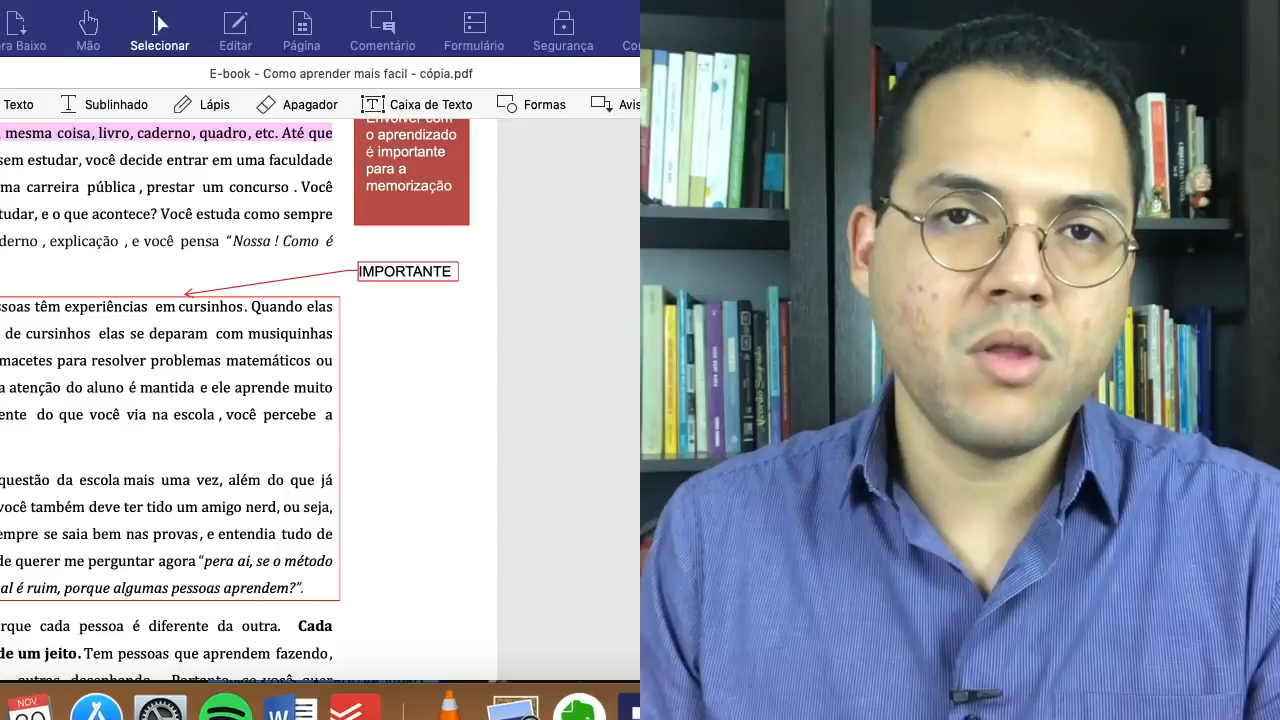 ra Baixo
Mão
Selecionar
Editar
Página
Comentário
Formulário
Segurança
E-book - Como aprender mais facil - cópia.pdf
Texto
Sublinhado
Lápis
Apagador
Caixa de Texto
Formas
mesma coisa, livro, caderno, quadro, etc. Até que
sem estudar, você decide entrar em uma faculdade
ma carreira pública , prestar um concurso . Você
tudar, e o que acontece? Você estuda como sempre
derno , explicação , e você pensa “Nossa ! Como é
Envolver com
o aprendizado
é importante
para a
memorização
IMPORTANTE
ssoas têm experiências em cursinhos. Quando elas
de cursinhos elas se deparam com musiquinhas
macetes para resolver problemas matemáticos ou
a atenção do aluno é mantida e ele aprende muito
ente do que você via na escola , você percebe a
questão da escola mais uma vez, além do que já
você também deve ter tido um amigo nerd, ou seja,
empre se saia bem nas provas, e entendia tudo de
de querer me perguntar agora “pera ai, se o método
al é ruim, porque algumas pessoas aprendem?”.
rque cada pessoa é diferente da outra. Cada
de um jeito. Tem pessoas que aprendem fazendo,
NOV